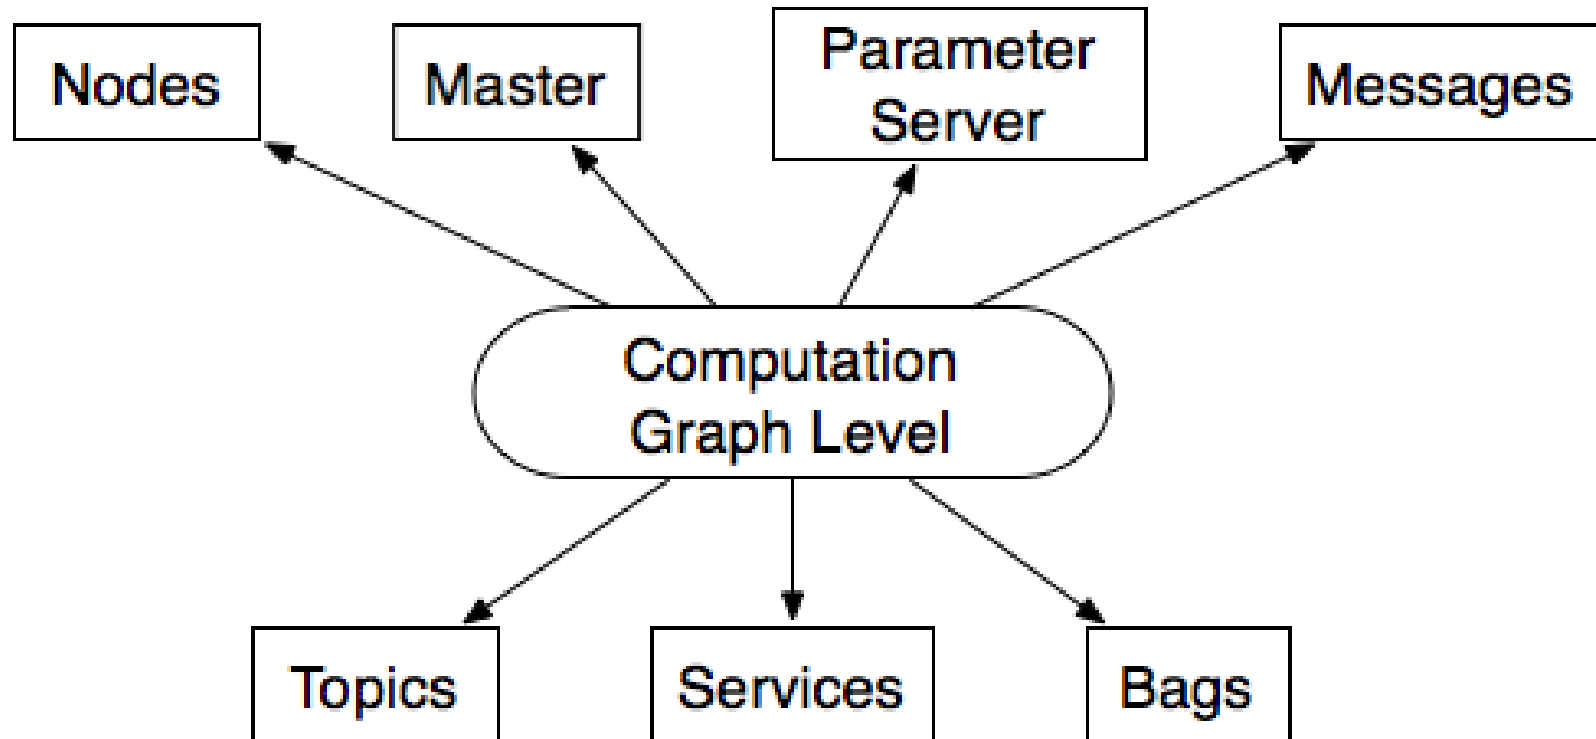 Nodes
Master
Parameter
Server
Messages
Computation
Graph Level
Topics
Services
Bags